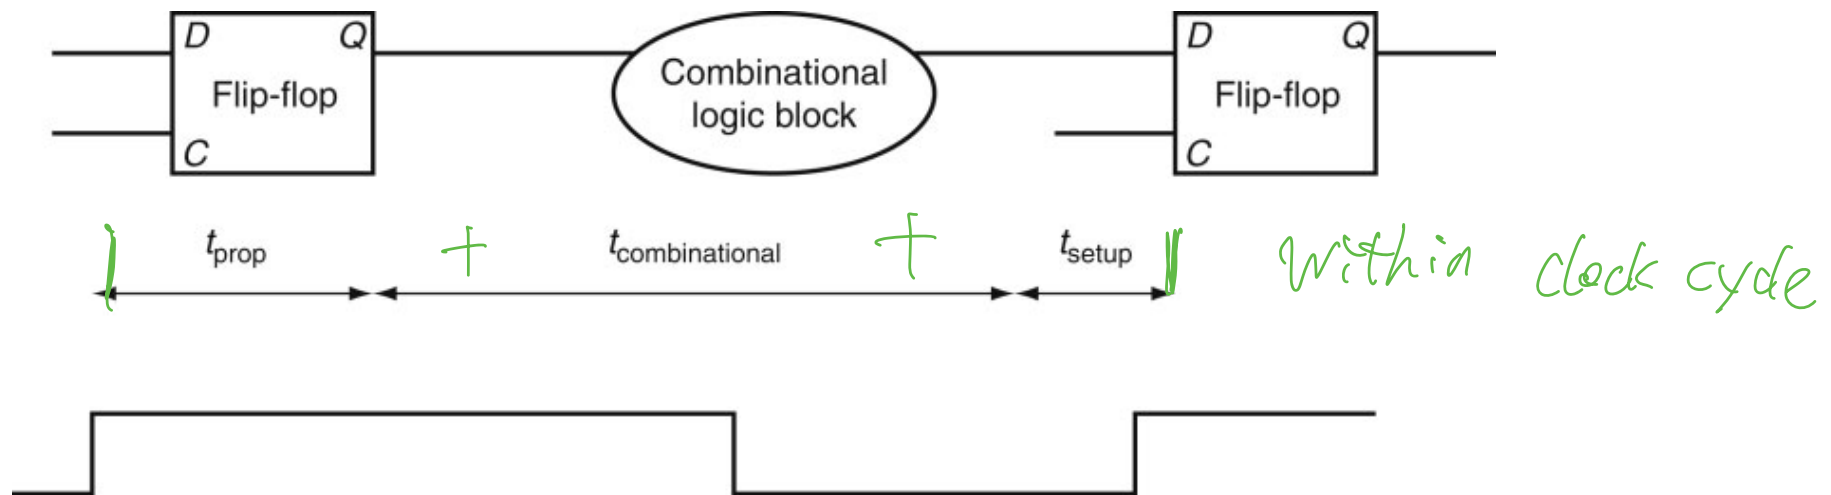 D Q
Flip-flop
C
Combinational
logic block
D Q
Flip-flop
C
tprop + tcombinational + tsetup within clock cycle